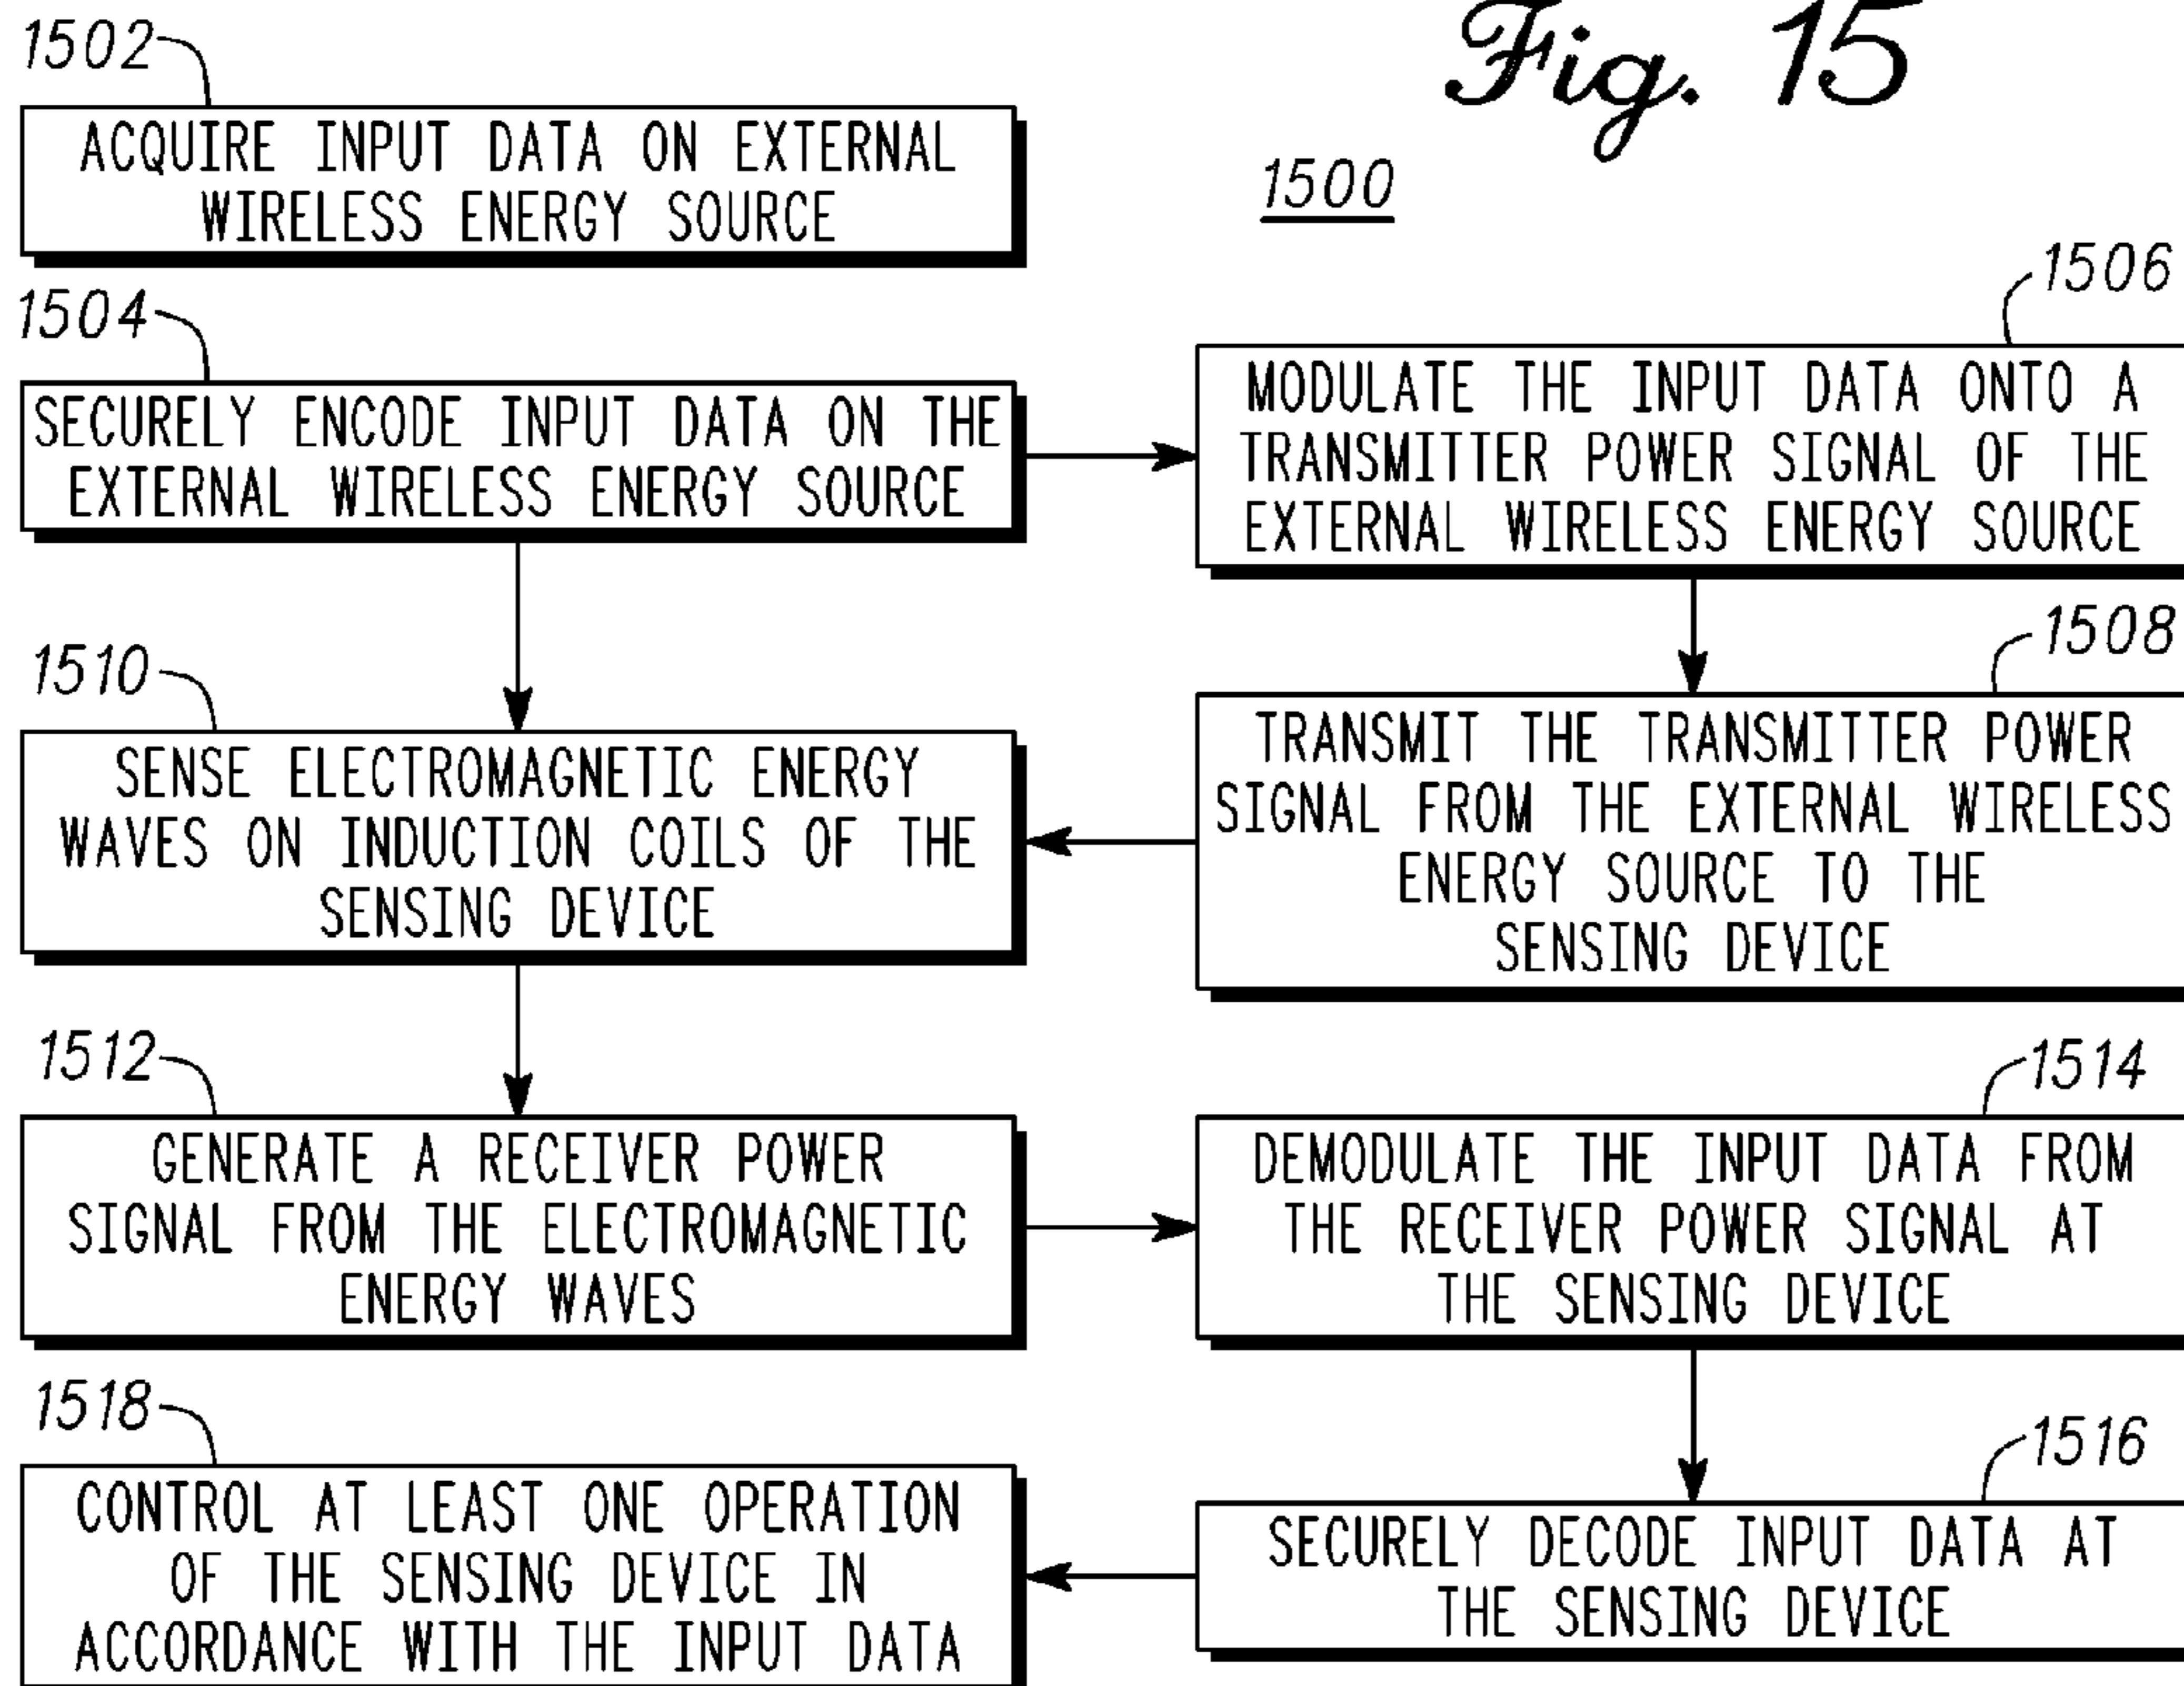 Fig. 15
1500
1502
ACQUIRE INPUT DATA ON EXTERNAL
WIRELESS ENERGY SOURCE
1504
SECURELY ENCODE INPUT DATA ON THE
EXTERNAL WIRELESS ENERGY SOURCE
1506
MODULATE THE INPUT DATA ONTO A
TRANSMITTER POWER SIGNAL OF THE
EXTERNAL WIRELESS ENERGY SOURCE
1508
TRANSMIT THE TRANSMITTER POWER
SIGNAL FROM THE EXTERNAL WIRELESS
ENERGY SOURCE TO THE
SENSING DEVICE
1510
SENSE ELECTROMAGNETIC ENERGY
WAVES ON INDUCTION COILS OF THE
SENSING DEVICE
1512
GENERATE A RECEIVER POWER
SIGNAL FROM THE ELECTROMAGNETIC
ENERGY WAVES
1514
DEMODULATE THE INPUT DATA FROM
THE RECEIVER POWER SIGNAL AT
THE SENSING DEVICE
1516
SECURELY DECODE INPUT DATA AT
THE SENSING DEVICE
1518
CONTROL AT LEAST ONE OPERATION
OF THE SENSING DEVICE IN
ACCORDANCE WITH THE INPUT DATA